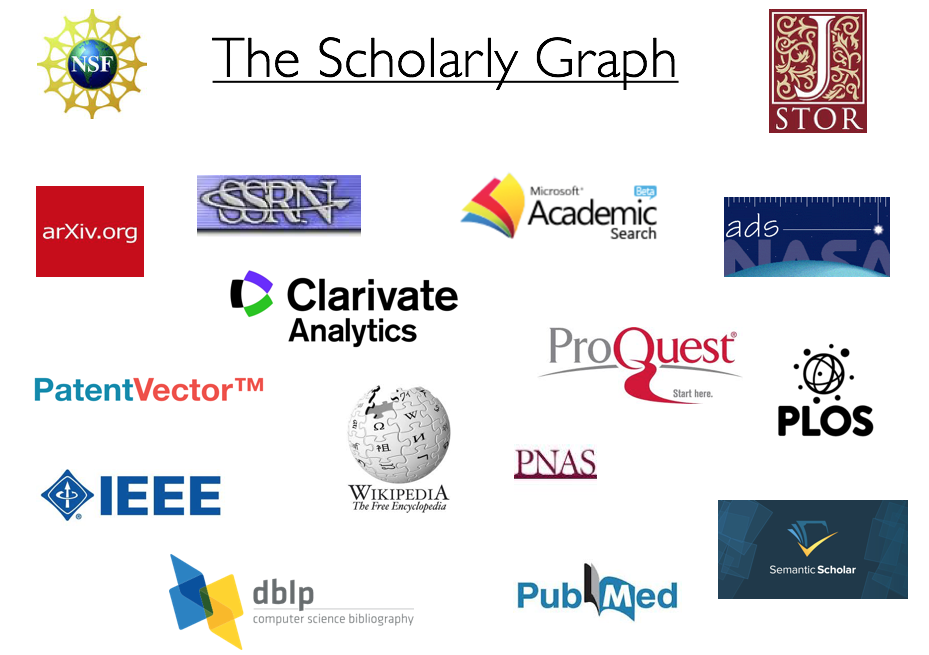 NSF
The Scholarly Graph
J
STOR
arXiv.org
SSRN
Microsoft® Beta
Academic
Search
ads
NASA
Clarivate
Analytics
ProQuest®
Start here.
PatentVector™
PLOS
Ω W И 祖
WIKIPEDIA
The Free Encyclopedia
PNAS
IEEE®
Semantic Scholar
dblp
computer science bibliography
PubMed